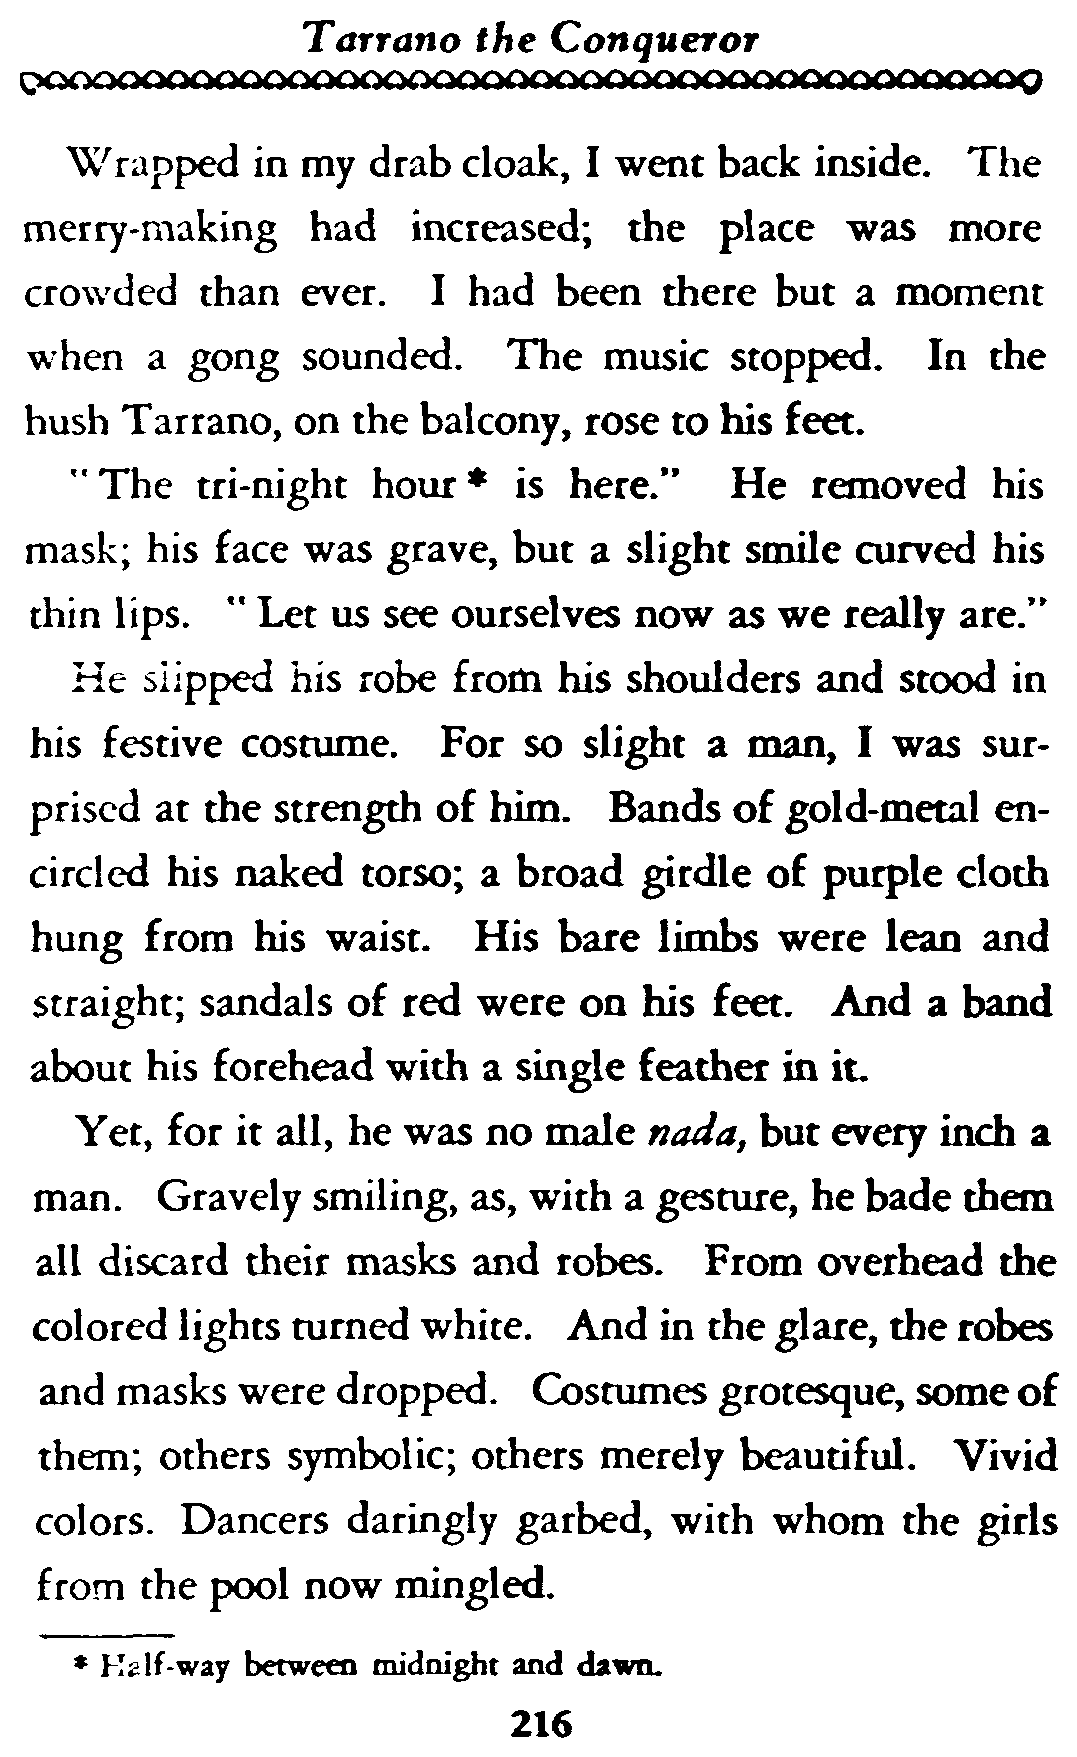 Tarrano the Conqueror
Wrapped in my drab cloak, I went back inside. The
merry-making had increased; the place was more
crowded than ever. I had been there but a moment
when a gong sounded. The music stopped. In the
hush Tarrano, on the balcony, rose to his feet.
"The tri-night hour * is here." He removed his
mask; his face was grave, but a slight smile curved his
thin lips. "Let us see ourselves now as we really are."
He slipped his robe from his shoulders and stood in
his festive costume. For so slight a man, I was sur-
prised at the strength of him. Bands of gold-metal en-
circled his naked torso; a broad girdle of purple cloth
hung from his waist. His bare limbs were lean and
straight; sandals of red were on his feet. And a band
about his forehead with a single feather in it.
Yet, for it all, he was no male nada, but every inch a
man. Gravely smiling, as, with a gesture, he bade them
all discard their masks and robes. From overhead the
colored lights turned white. And in the glare, the robes
and masks were dropped. Costumes grotesque, some of
them; others symbolic; others merely beautiful. Vivid
colors. Dancers daringly garbed, with whom the girls
from the pool now mingled.
* Half-way between midnight and dawn.
216